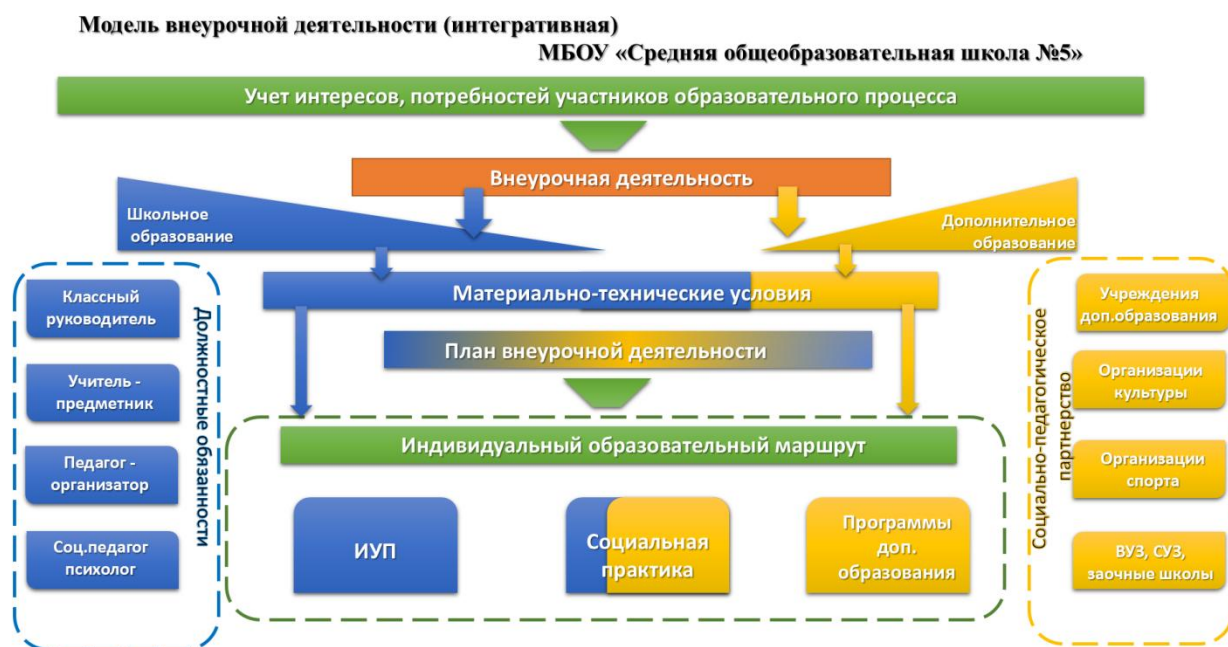 Модель внеурочной деятельности (интегративная)
МБОУ «Средняя общеобразовательная школа №5»
Учет интересов, потребностей участников образовательного процесса
Внеурочная деятельность
Школьное
образование
Дополнительное
образование
Материально-технические условия
План внеурочной деятельности
Индивидуальный образовательный маршрут
ИУП
Социальная
практика
Программы
доп.
образования
Классный
руководитель
Учитель -
предметник
Педагог -
организатор
Соц.педагог
психолог
Должностные обязанности
Социально-педагогическое
партнерство
Учреждения
доп.образования
Организации
культуры
Организации
спорта
ВУЗ, СУЗ,
заочные школы